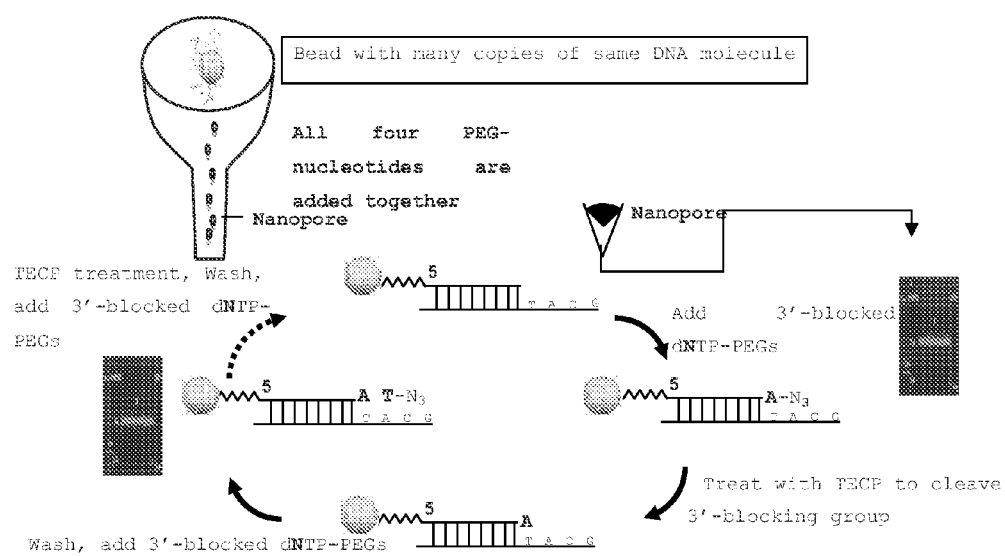 Bead with many copies of same DNA molecule
All four PEG-
nucleotides are
added together
Nanopore
Nanopore
TECP treatment, Wash,
add 3'-blocked dNTP-
PEGs
5
T A C G
Add 3'-blocked
dNTP-PEGs
5
A T-N3
T A C G
5
A-N3
T A C G
Treat with TECP to cleave
3'-blocking group
5
A
T A C G
Wash, add 3'-blocked dNTP-PEGs